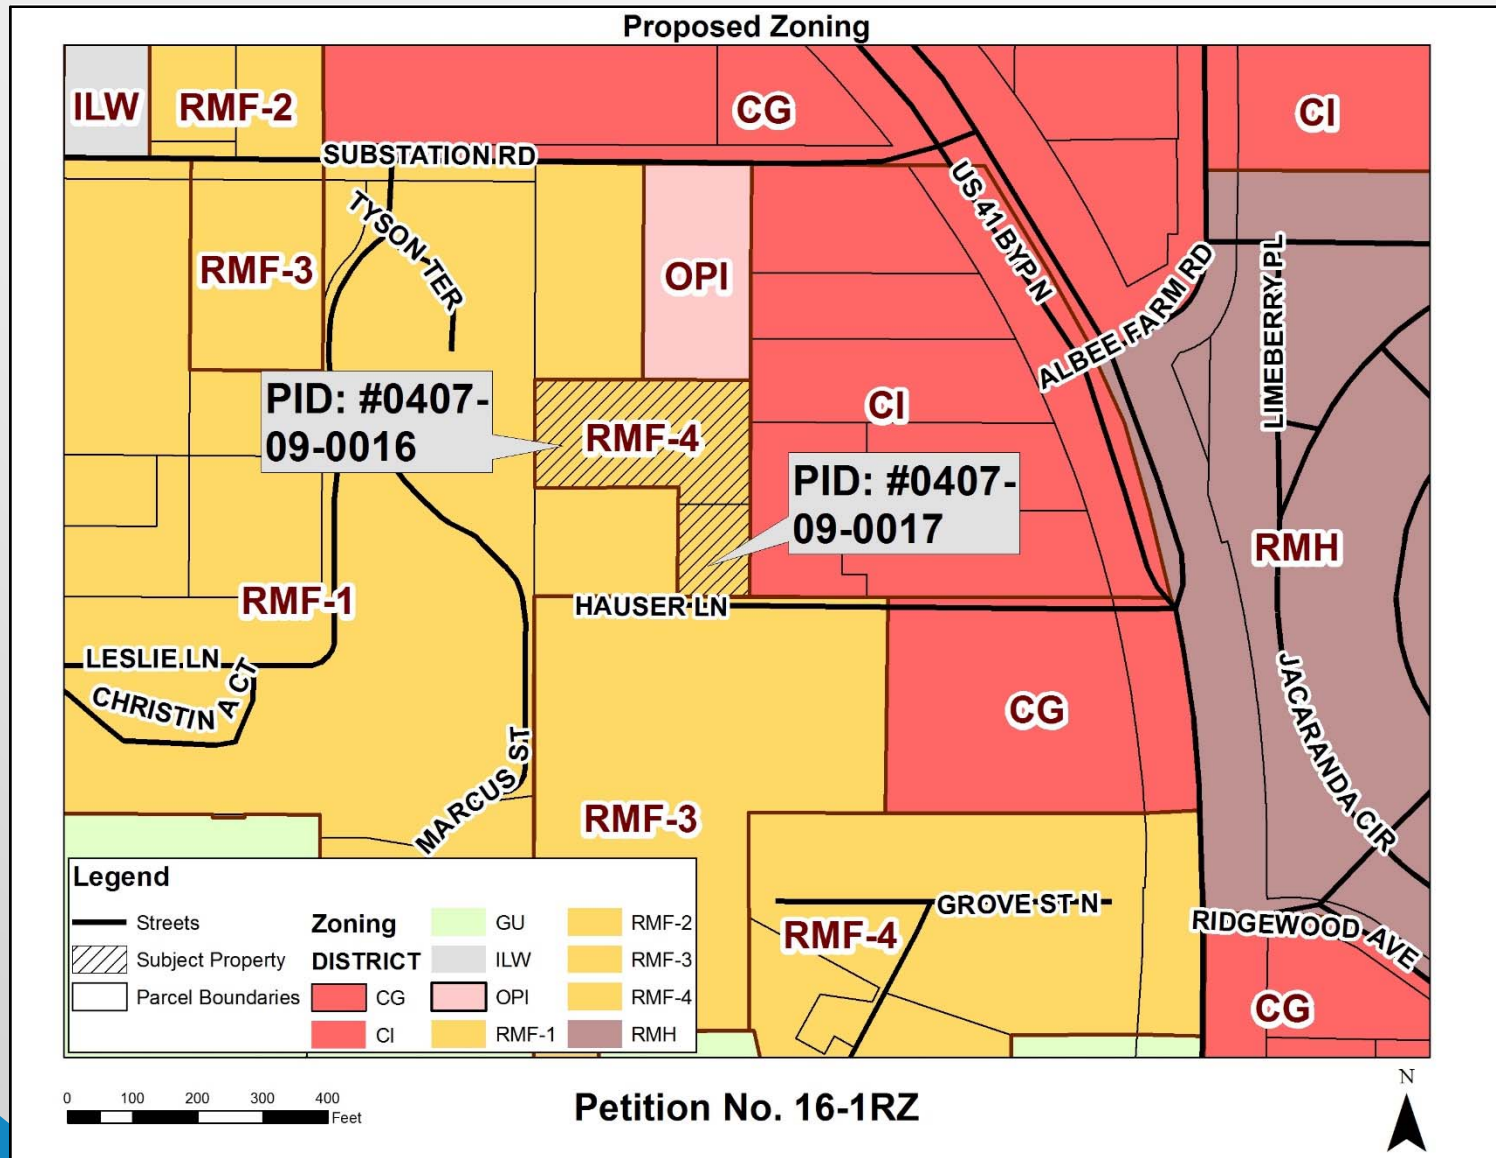 Proposed Zoning
ILW
RMF-2
CG
CI
SUBSTATION RD
TYSON TER
RMF-3
OPI
US 41 BYP N
ALBEE FARM RD
LIMEBERRY PL
PID: #0407-
09-0016
RMF-4
CI
PID: #0407-
09-0017
RMH
RMF-1
HAUSER LN
LESLIE LN
CHRISTIN A CT
MARCUS ST
CG
JACARANDA CIR
RMF-3
RMF-4
GROVE ST N
RIDGEWOOD AVE
CG
Legend
Streets
Subject Property
Parcel Boundaries
Zoning
DISTRICT
CG
CI
GU
ILW
OPI
RMF-1
RMF-2
RMF-3
RMF-4
RMH
0 100 200 300 400
Feet
Petition No. 16-1RZ
N